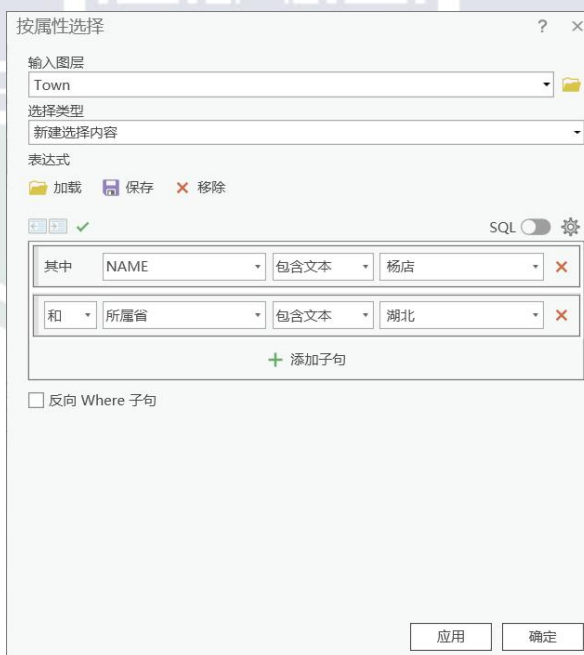 按属性选择 ? ×
输入图层
Town
选择类型
新建选择内容
表达式
加载 保存 移除
SQL
其中 NAME 包含文本 杨店
和 所属省 包含文本 湖北
添加子句
反向 Where 子句
应用 确定